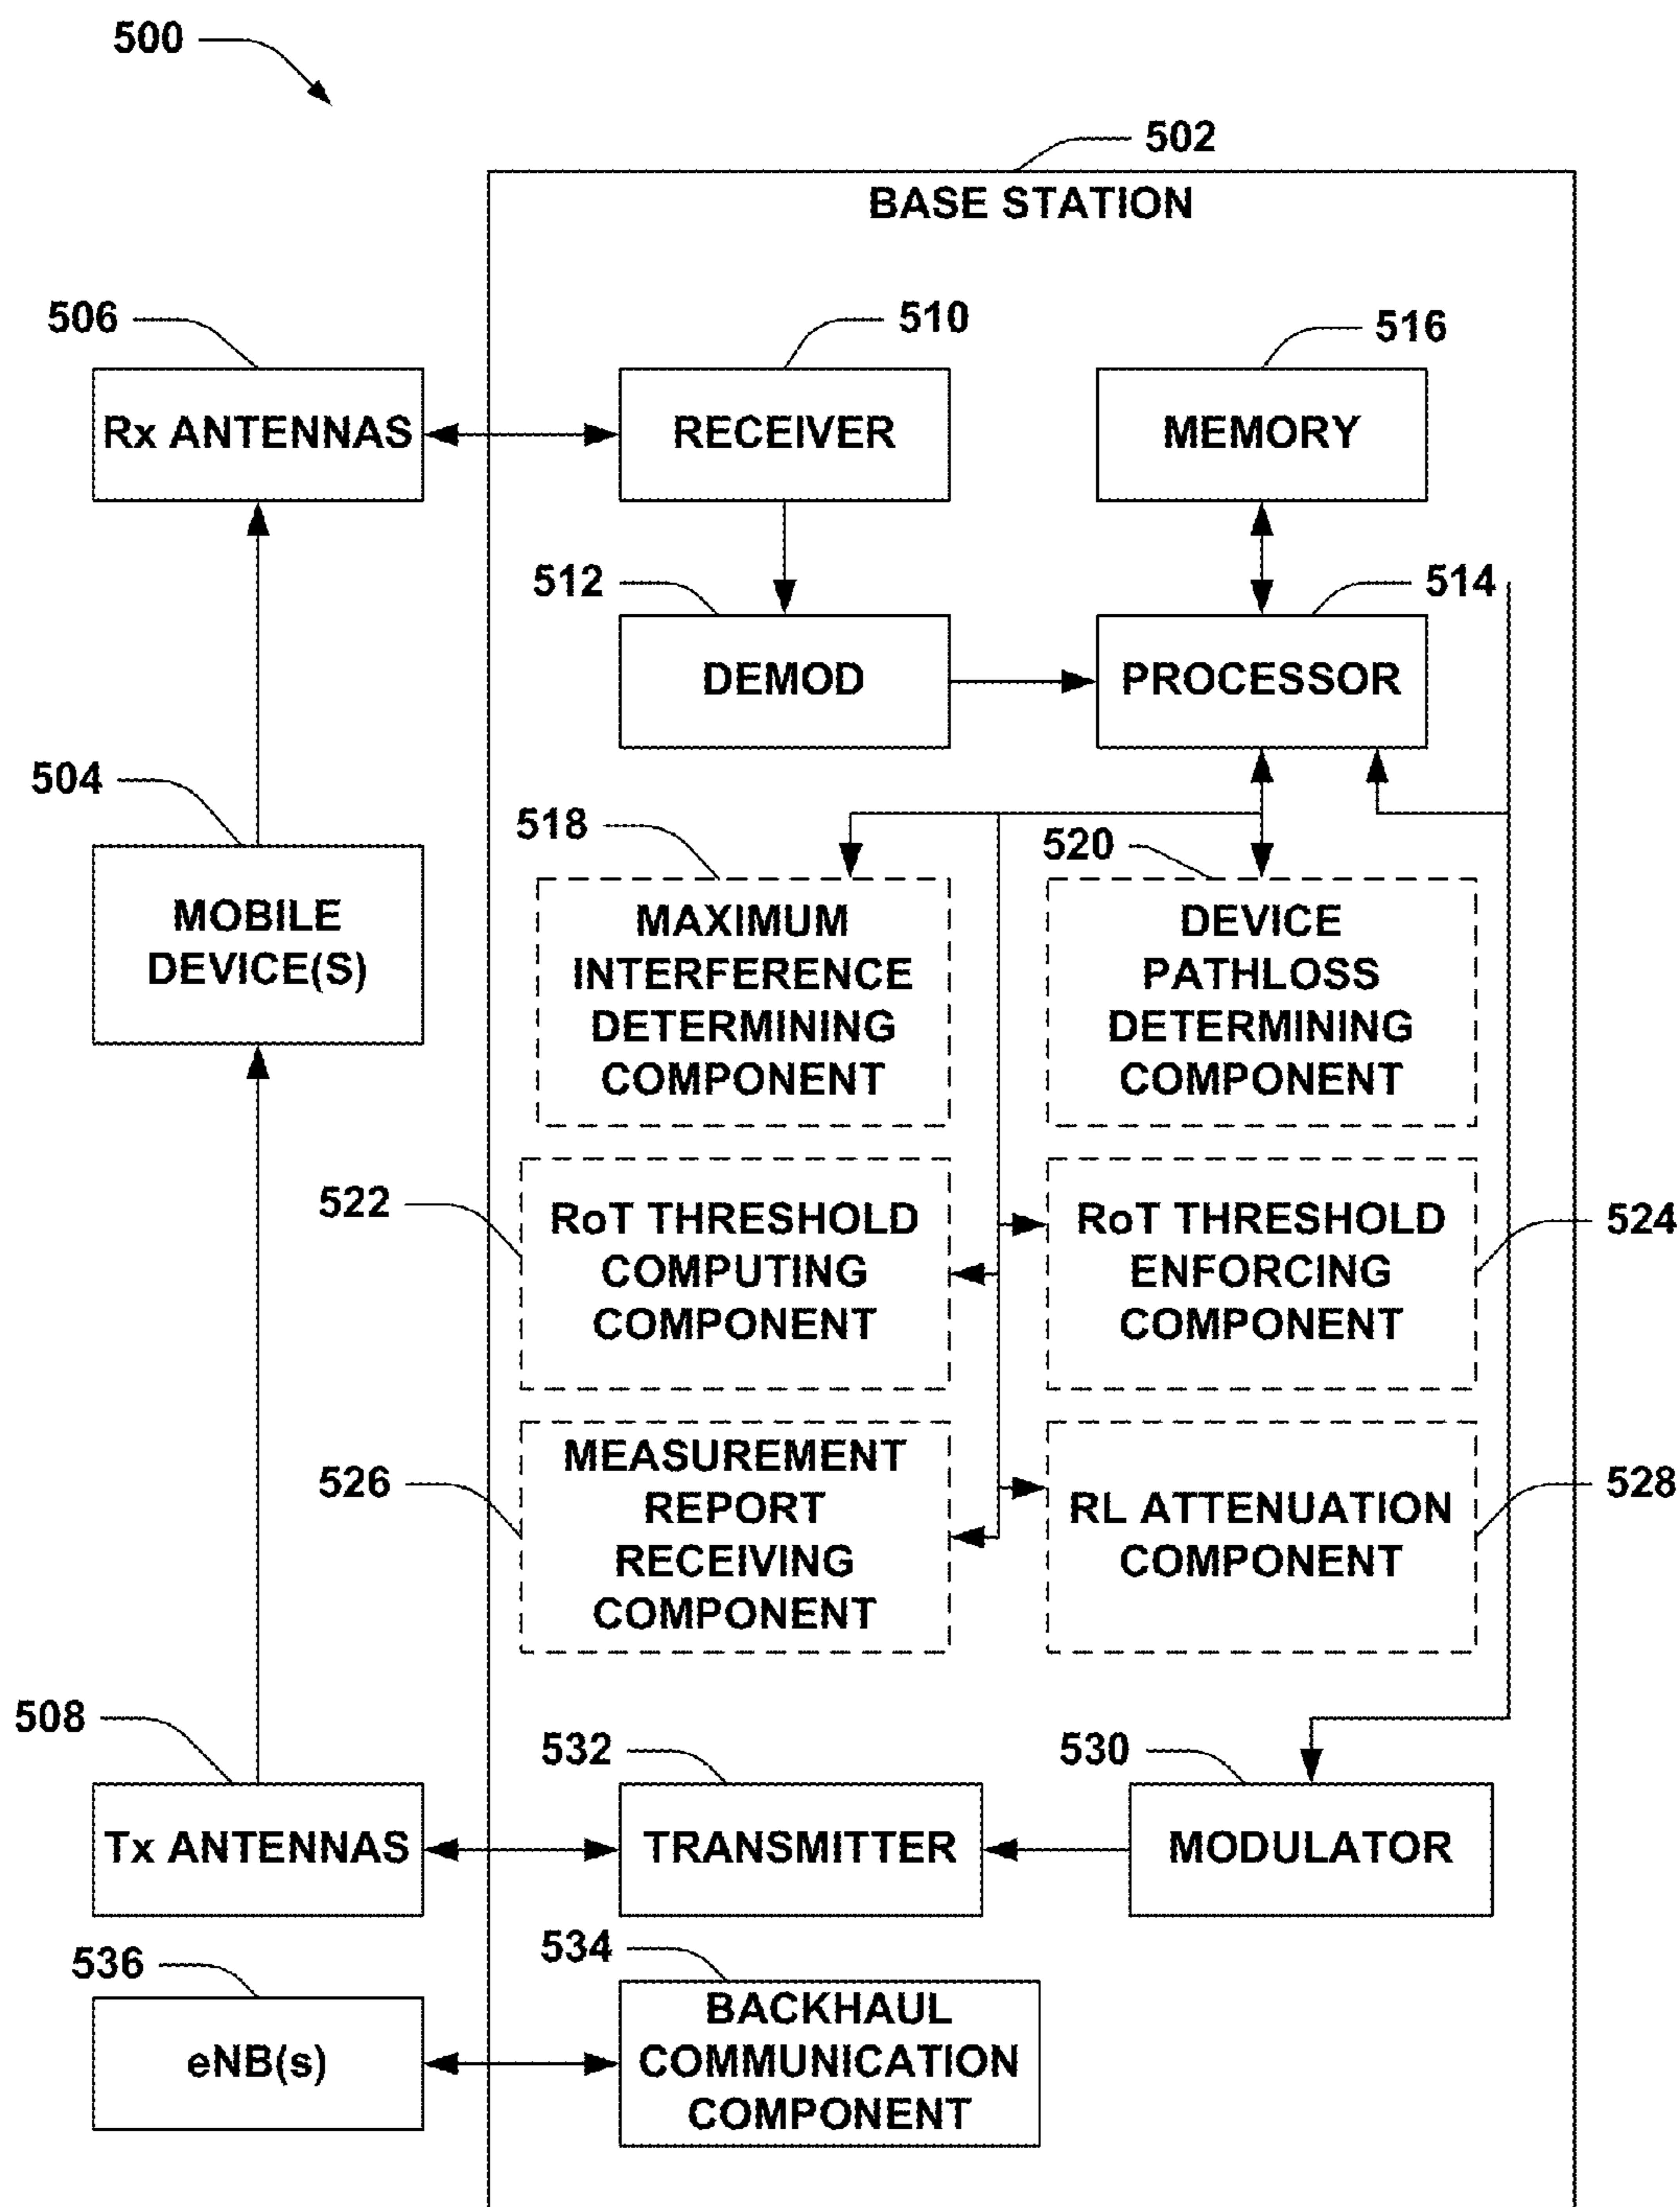 500
502
BASE STATION
506
510
516
Rx ANTENNAS
RECEIVER
MEMORY
512
514
DEMOD
PROCESSOR
504
518
520
MOBILE
DEVICE(S)
MAXIMUM
INTERFERENCE
DETERMINING
COMPONENT
DEVICE
PATHLOSS
DETERMINING
COMPONENT
522
RoT THRESHOLD
COMPUTING
COMPONENT
RoT THRESHOLD
ENFORCING
COMPONENT
524
526
MEASUREMENT
REPORT
RECEIVING
COMPONENT
RL ATTENUATION
COMPONENT
528
508
532
530
Tx ANTENNAS
TRANSMITTER
MODULATOR
536
534
eNB(s)
BACKHAUL
COMMUNICATION
COMPONENT